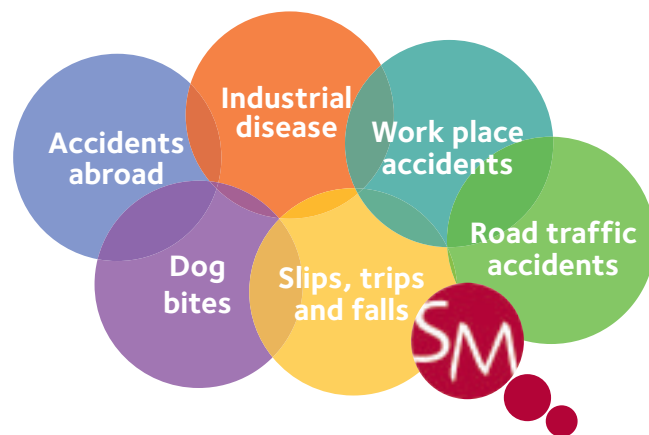 Accidents
abroad
Industrial
disease
Work place
accidents
Road traffic
accidents
Dog
bites
Slips, trips
and falls
SM